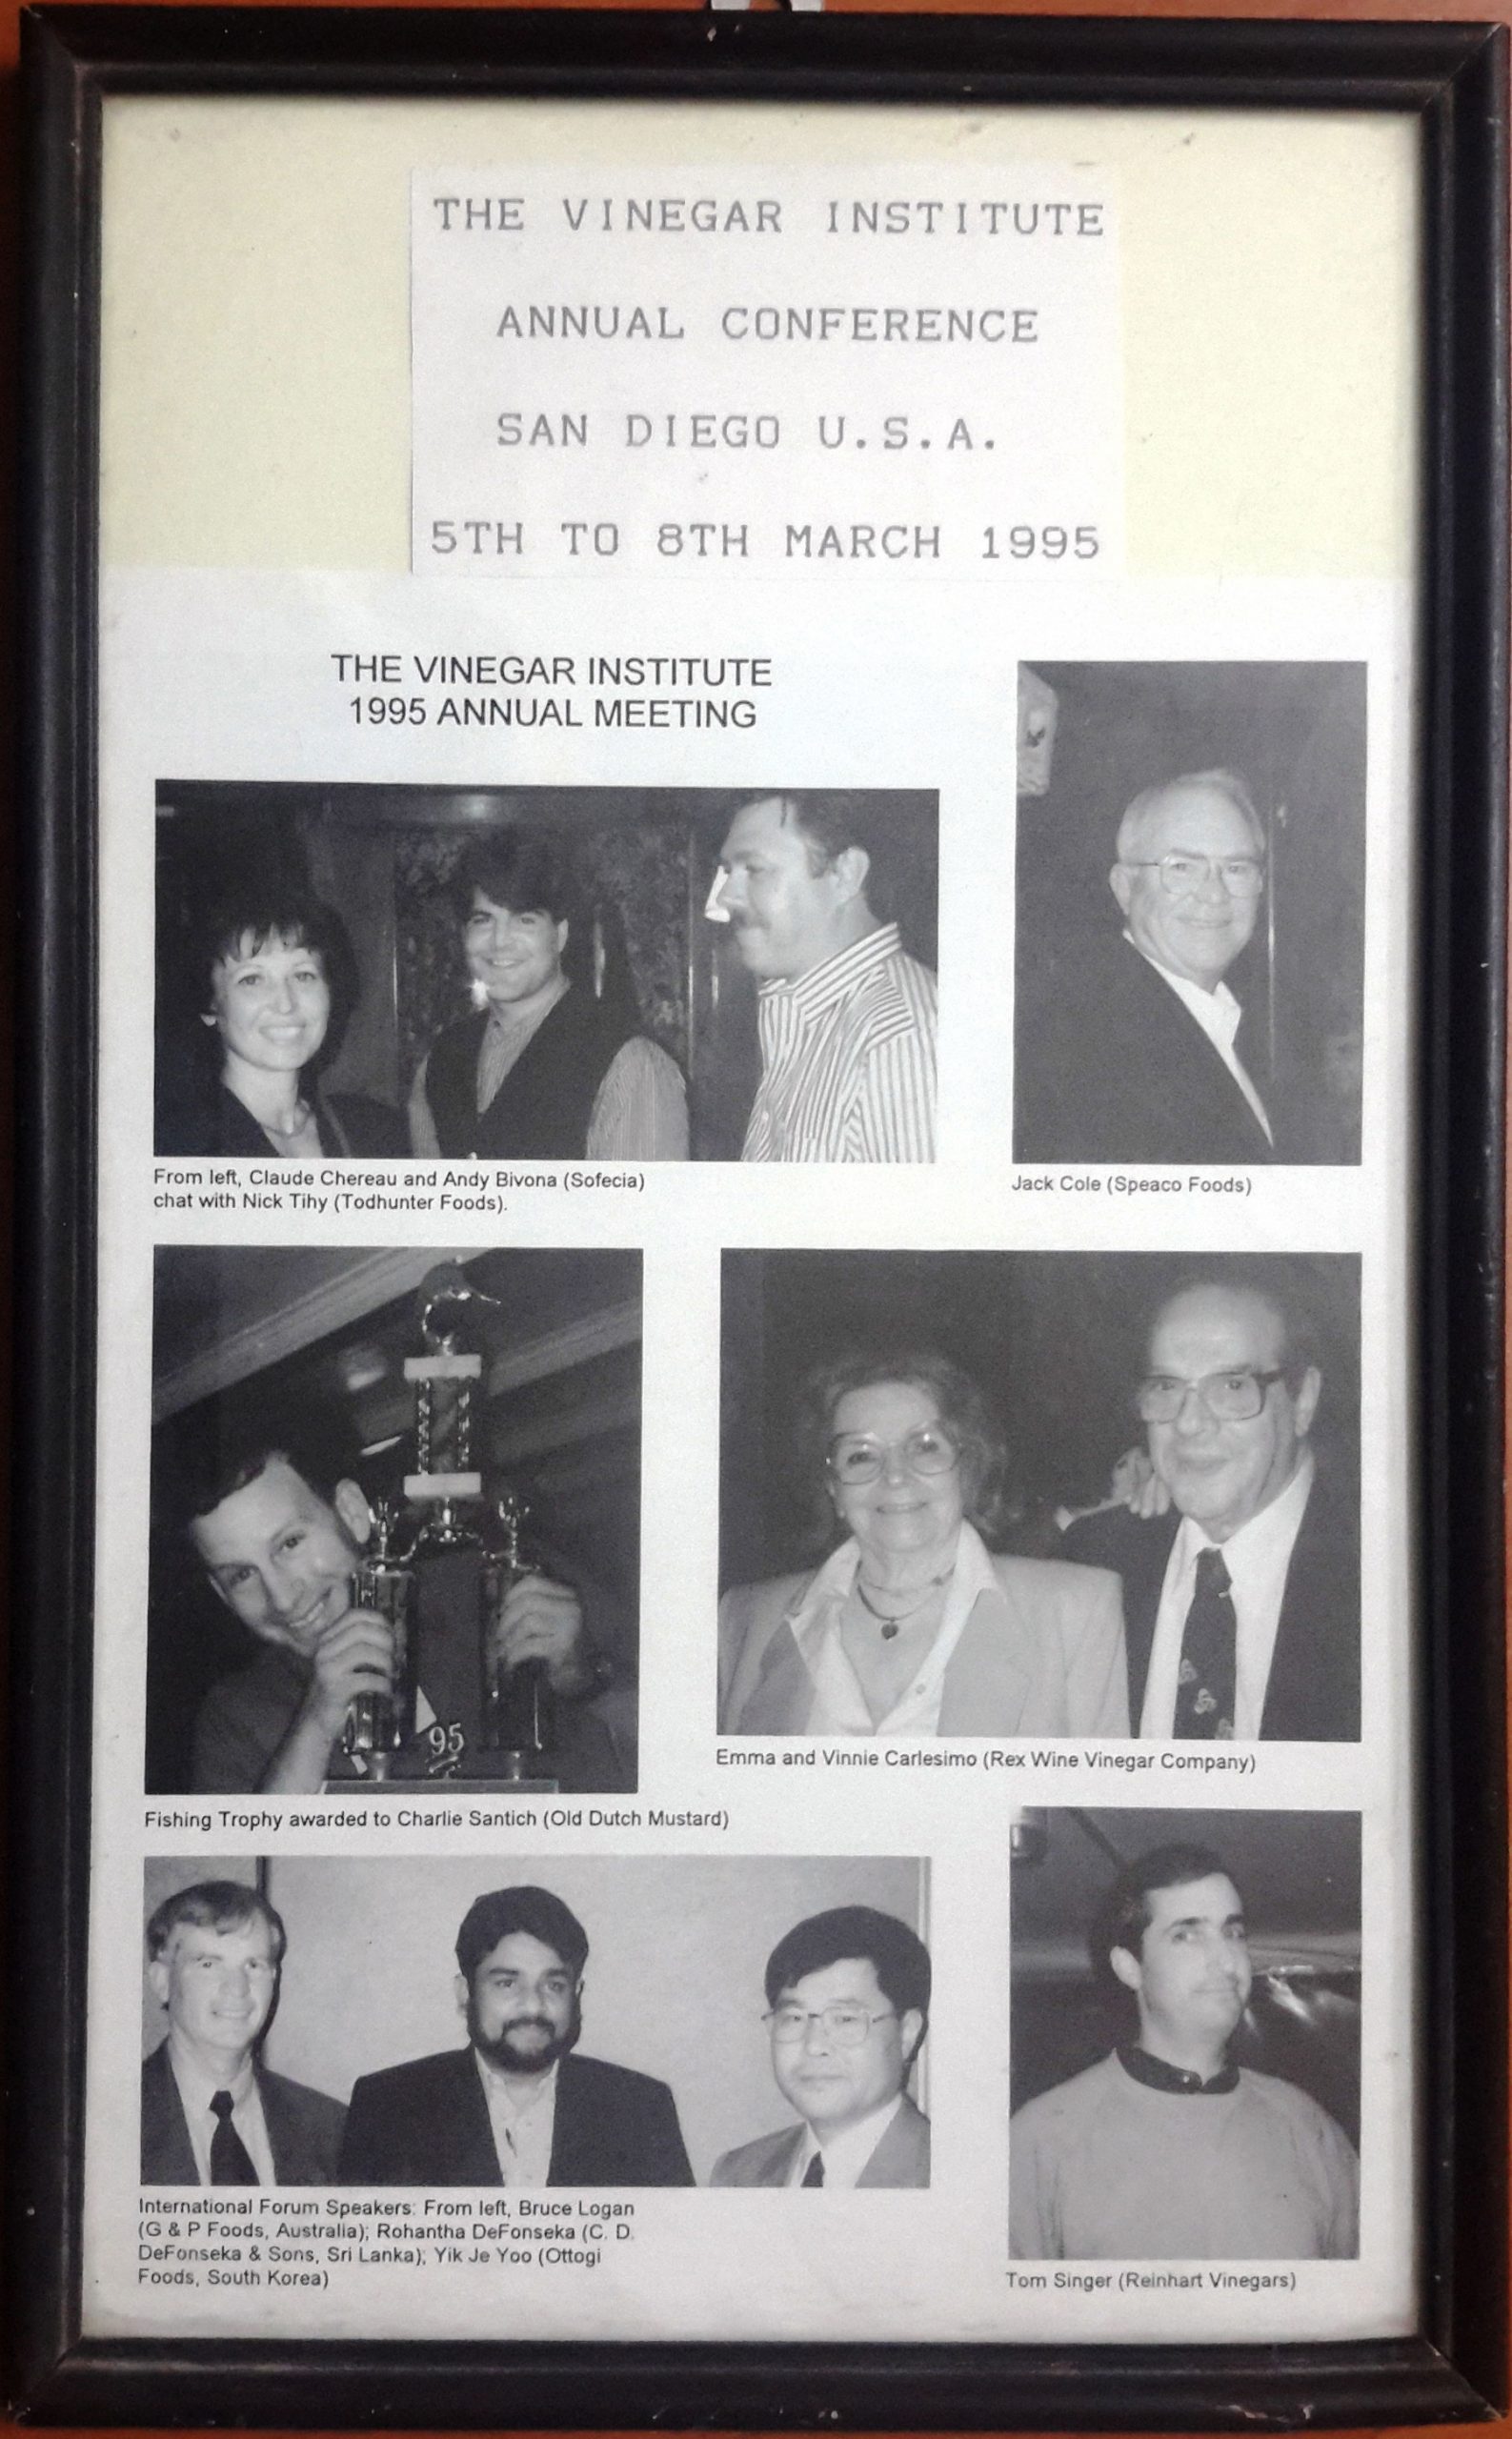 THE VINEGAR INSTITUTE
ANNUAL CONFERENCE
SAN DIEGO U.S.A.
5TH TO 8TH MARCH 1995
THE VINEGAR INSTITUTE
1995 ANNUAL MEETING
From left, Claude Chereau and Andy Bivona (Sofecia)
chat with Nick Tihy (Todhunter Foods).
Jack Cole (Speaco Foods)
95
Fishing Trophy awarded to Charlie Santich (Old Dutch Mustard)
Emma and Vinnie Carlesimo (Rex Wine Vinegar Company)
International Forum Speakers: From left, Bruce Logan
(G & P Foods, Australia); Rohantha DeFonseka (C. D.
DeFonseka & Sons, Sri Lanka); Yik Je Yoo (Ottogi
Foods, South Korea)
Tom Singer (Reinhart Vinegars)